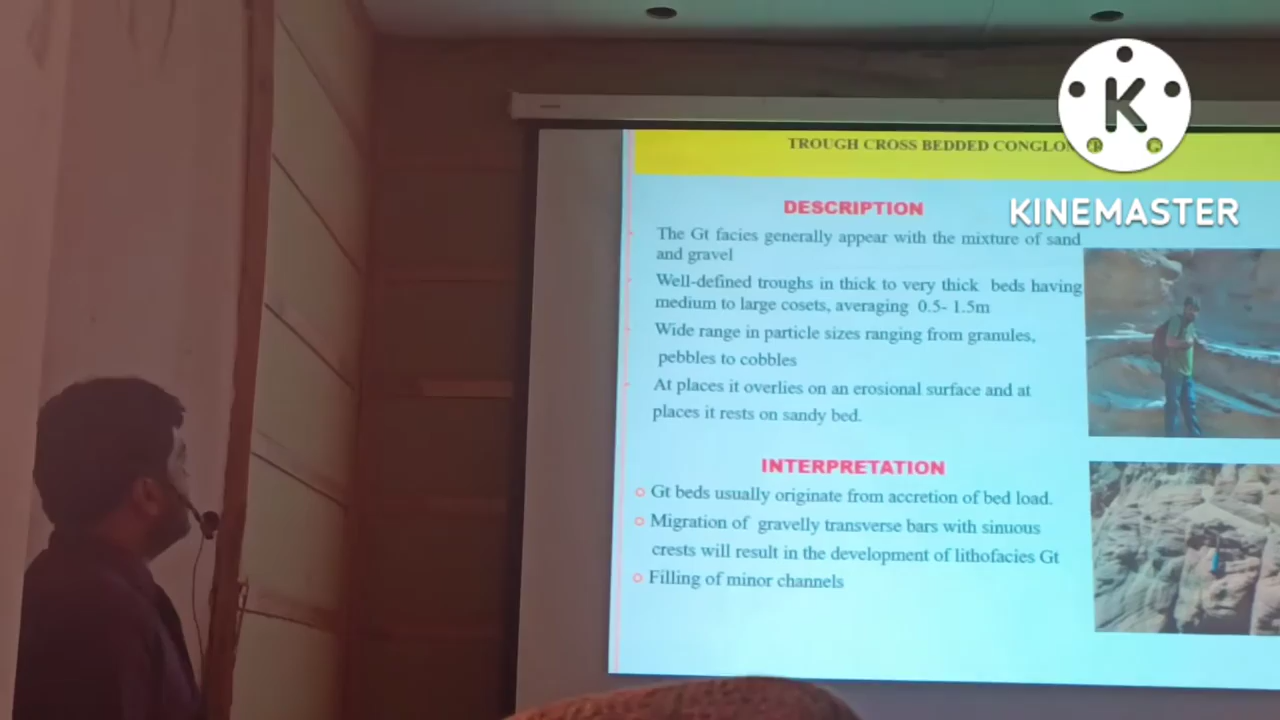 TROUGH CROSS BEDDED
K
KINEMASTER
DESCRIPTION
The Gt facies generally appear with the mixture of sand
and gravel
Well-defined troughs in thick to very thick beds having
medium to large cosets, averaging 0.5- 1.5m
Wide range in particle sizes ranging from granules,
pebbles to cobbles
At places it overlies on an erosional surface and at
places it rests on sandy bed.
INTERPRETATION
Gt beds usually originate from accretion of bed load.
Migration of gravelly transverse bars with sinuous
crests will result in the development of lithofacies Gt
Filling of minor channels